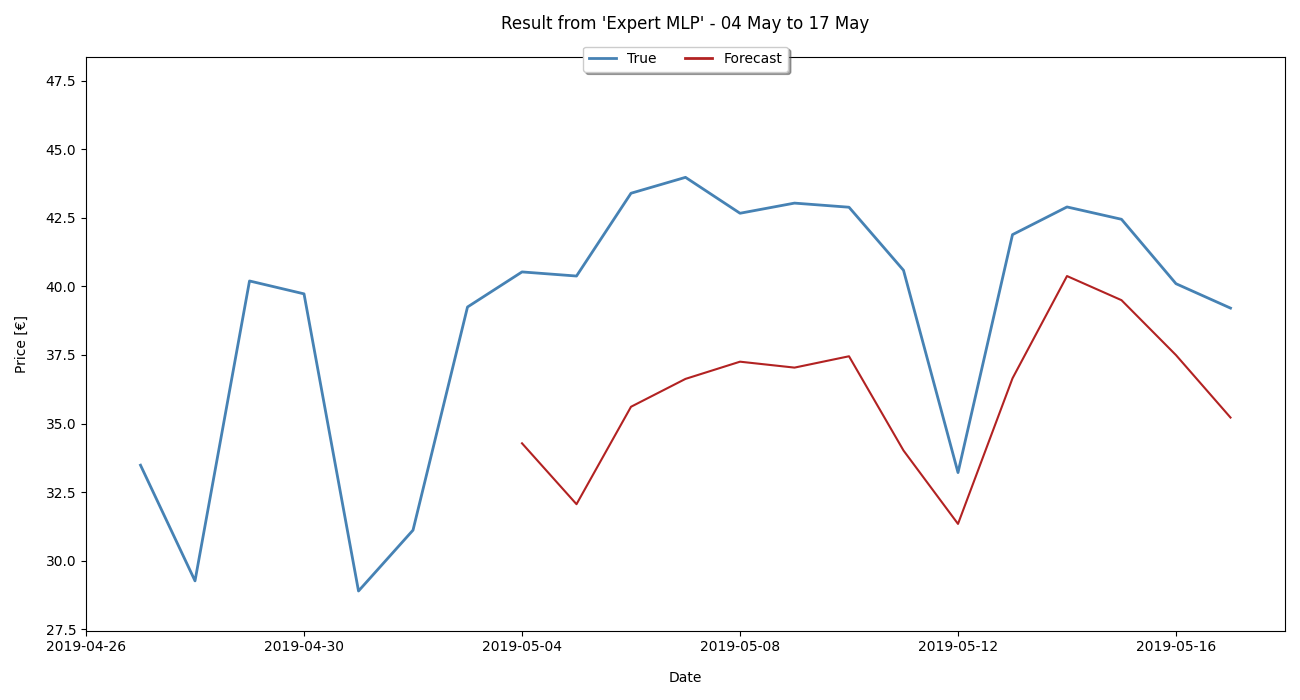 Result from 'Expert MLP' - 04 May to 17 May
True Forecast
47.5
45.0
42.5
40.0
37.5
35.0
32.5
30.0
27.5
Price [€]
2019-04-26 2019-04-30 2019-05-04 2019-05-08 2019-05-12 2019-05-16
Date